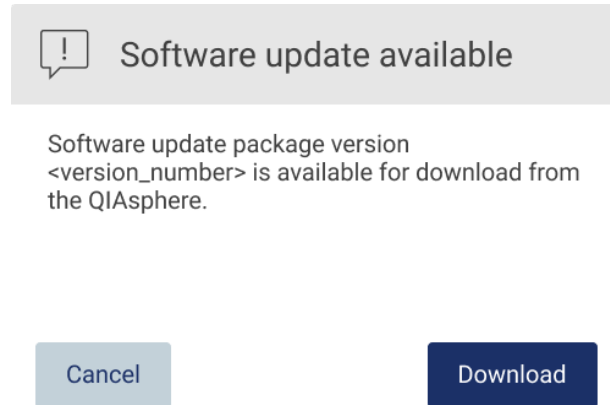 ! Software update available
Software update package version
<version_number> is available for download from
the QIAsphere.
Cancel Download